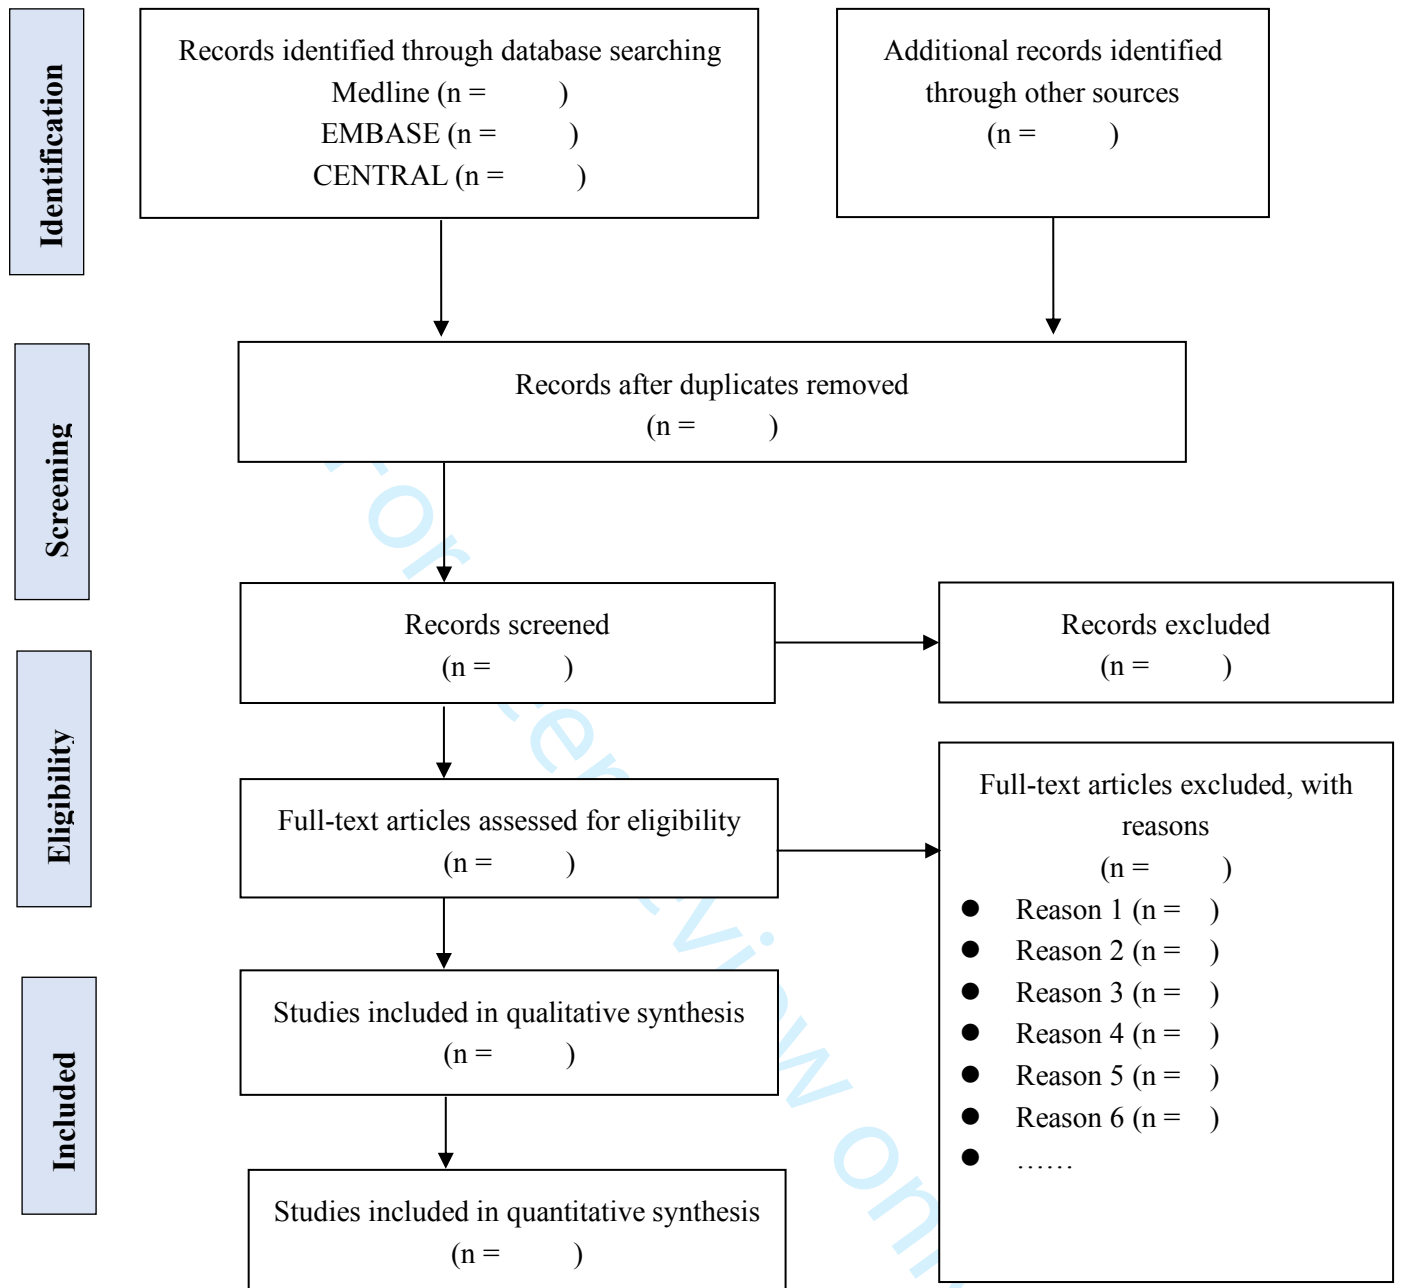 Identification
Records identified through database searching
Medline (n =          )
EMBASE (n =          )
CENTRAL (n =          )
Additional records identified
through other sources
(n =          )
Screening
Records after duplicates removed
(n =          )
Records screened
(n =          )
Records excluded
(n =          )
Eligibility
Full-text articles assessed for eligibility
(n =          )
Full-text articles excluded, with
reasons
(n =          )
● Reason 1 (n =    )
● Reason 2 (n =    )
● Reason 3 (n =    )
● Reason 4 (n =    )
● Reason 5 (n =    )
● Reason 6 (n =    )
● ……
Included
Studies included in qualitative synthesis
(n =          )
Studies included in quantitative synthesis
(n =          )